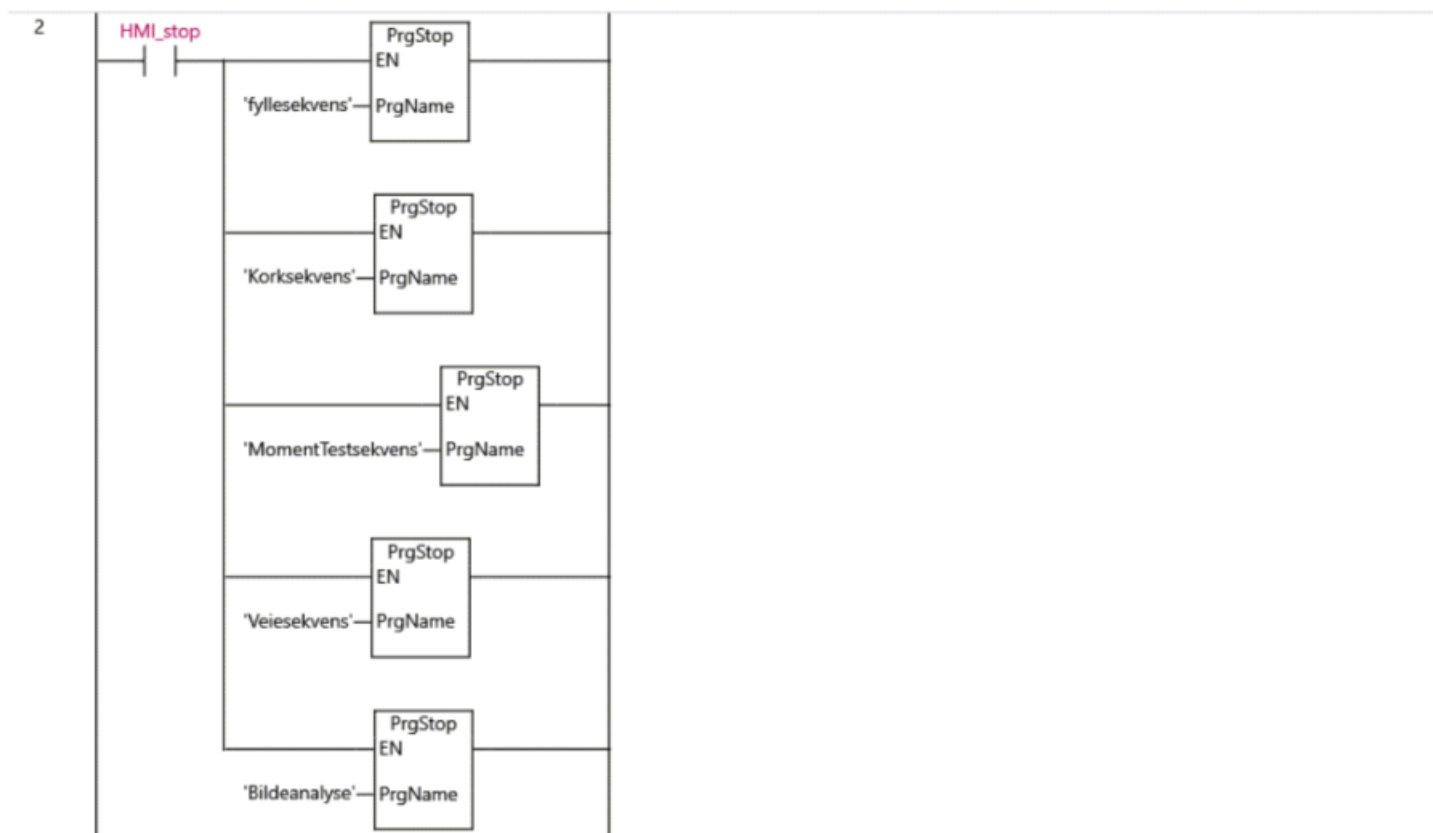 2
HMI_stop
PrgStop
EN
'fyllesekvens' PrgName
PrgStop
EN
'Korksekvens' PrgName
PrgStop
EN
'MomentTestsekvens' PrgName
PrgStop
EN
'Veiesekvens' PrgName
PrgStop
EN
'Bildeanalyse' PrgName